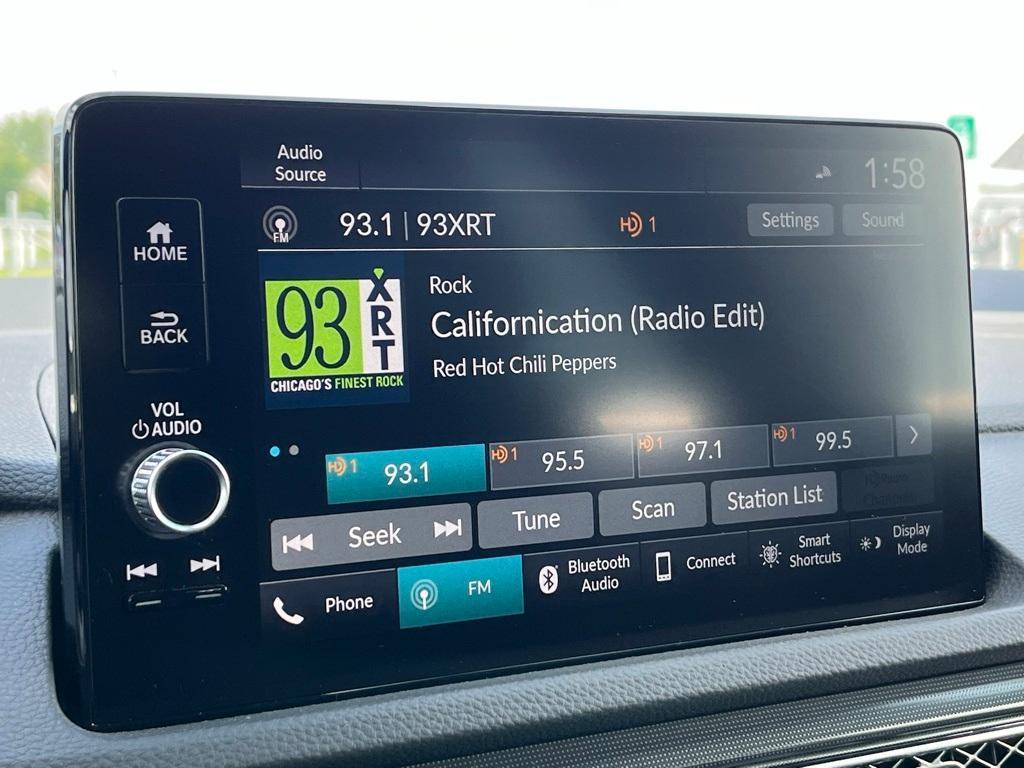 Audio
Source
1:58
HOME
BACK
VOL
AUDIO
FM
93.1 | 93XRT
HD 1
Settings
Sound
93
XRT
CHICAGO'S FINEST ROCK
Rock
Californication (Radio Edit)
Red Hot Chili Peppers
HD 1
93.1
HD 1
95.5
HD 1
97.1
HD 1
99.5
Seek
Tune
Scan
Station List
Phone
FM
Bluetooth
Audio
Connect
Smart
Shortcuts
Display
Mode